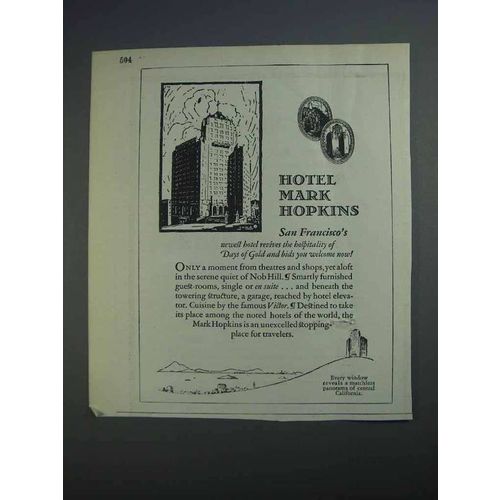 504
HOTEL
MARK
HOPKINS
San Francisco's
newest hotel revives the hospitality of
Days of Gold and bids you welcome now!
ONLY a moment from theatres and shops, yet aloft
in the serene quiet of Nob Hill. ¶ Smartly furnished
guest-rooms, single or en suite . . . and beneath the
towering structure, a garage, reached by hotel eleva-
tor. Cuisine by the famous Victor. ¶ Destined to take
its place among the noted hotels of the world, the
Mark Hopkins is an unexcelled stopping-
place for travelers.
Every window
reveals a matchless
panorama of central
California.